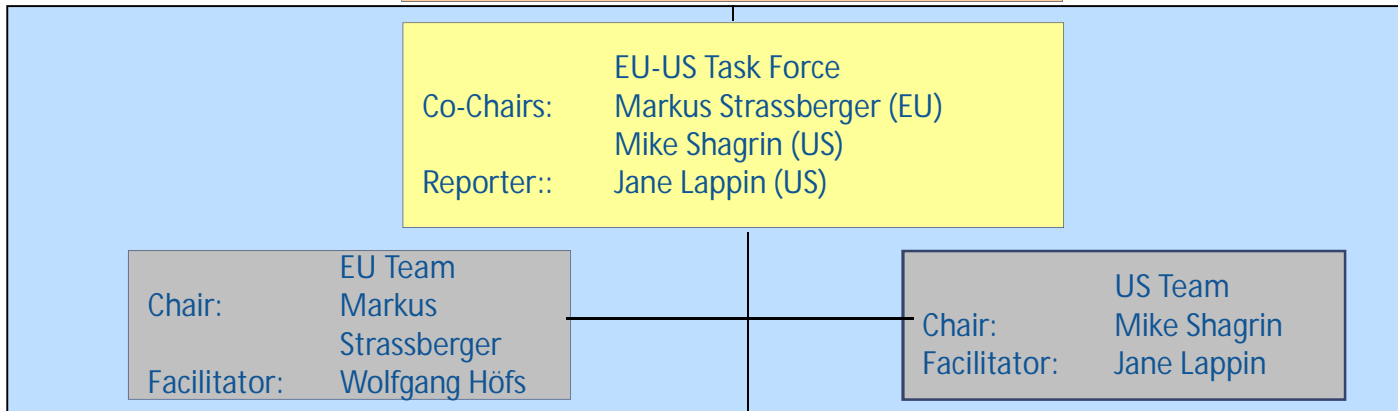 EU-US Task Force
Co-Chairs: Markus Strassberger (EU)
Mike Shagrin (US)
Reporter:: Jane Lappin (US)
EU Team
Chair: Markus
Strassberger
Facilitator: Wolfgang Höfs
US Team
Chair: Mike Shagrin
Facilitator: Jane Lappin